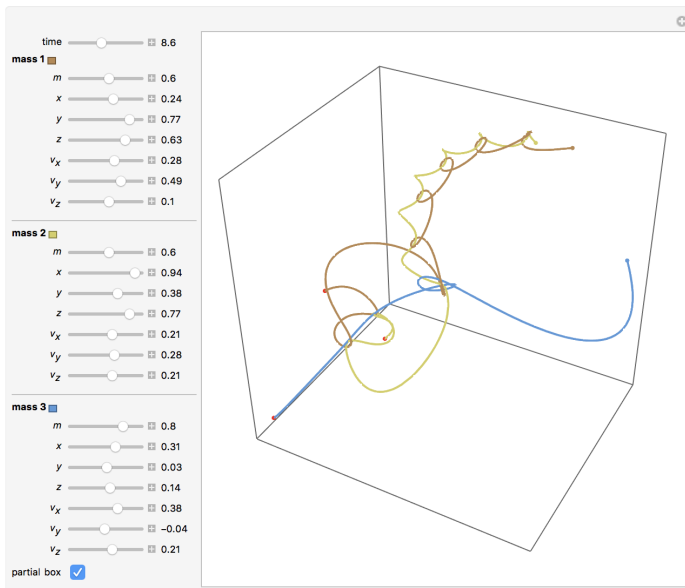 time 8.6
mass 1
m 0.6
x 0.24
y 0.77
z 0.63
vx 0.28
vy 0.49
vz 0.1
mass 2
m 0.6
x 0.94
y 0.38
z 0.77
vx 0.21
vy 0.28
vz 0.21
mass 3
m 0.8
x 0.31
y 0.03
z 0.14
vx 0.38
vy −0.04
vz 0.21
partial box